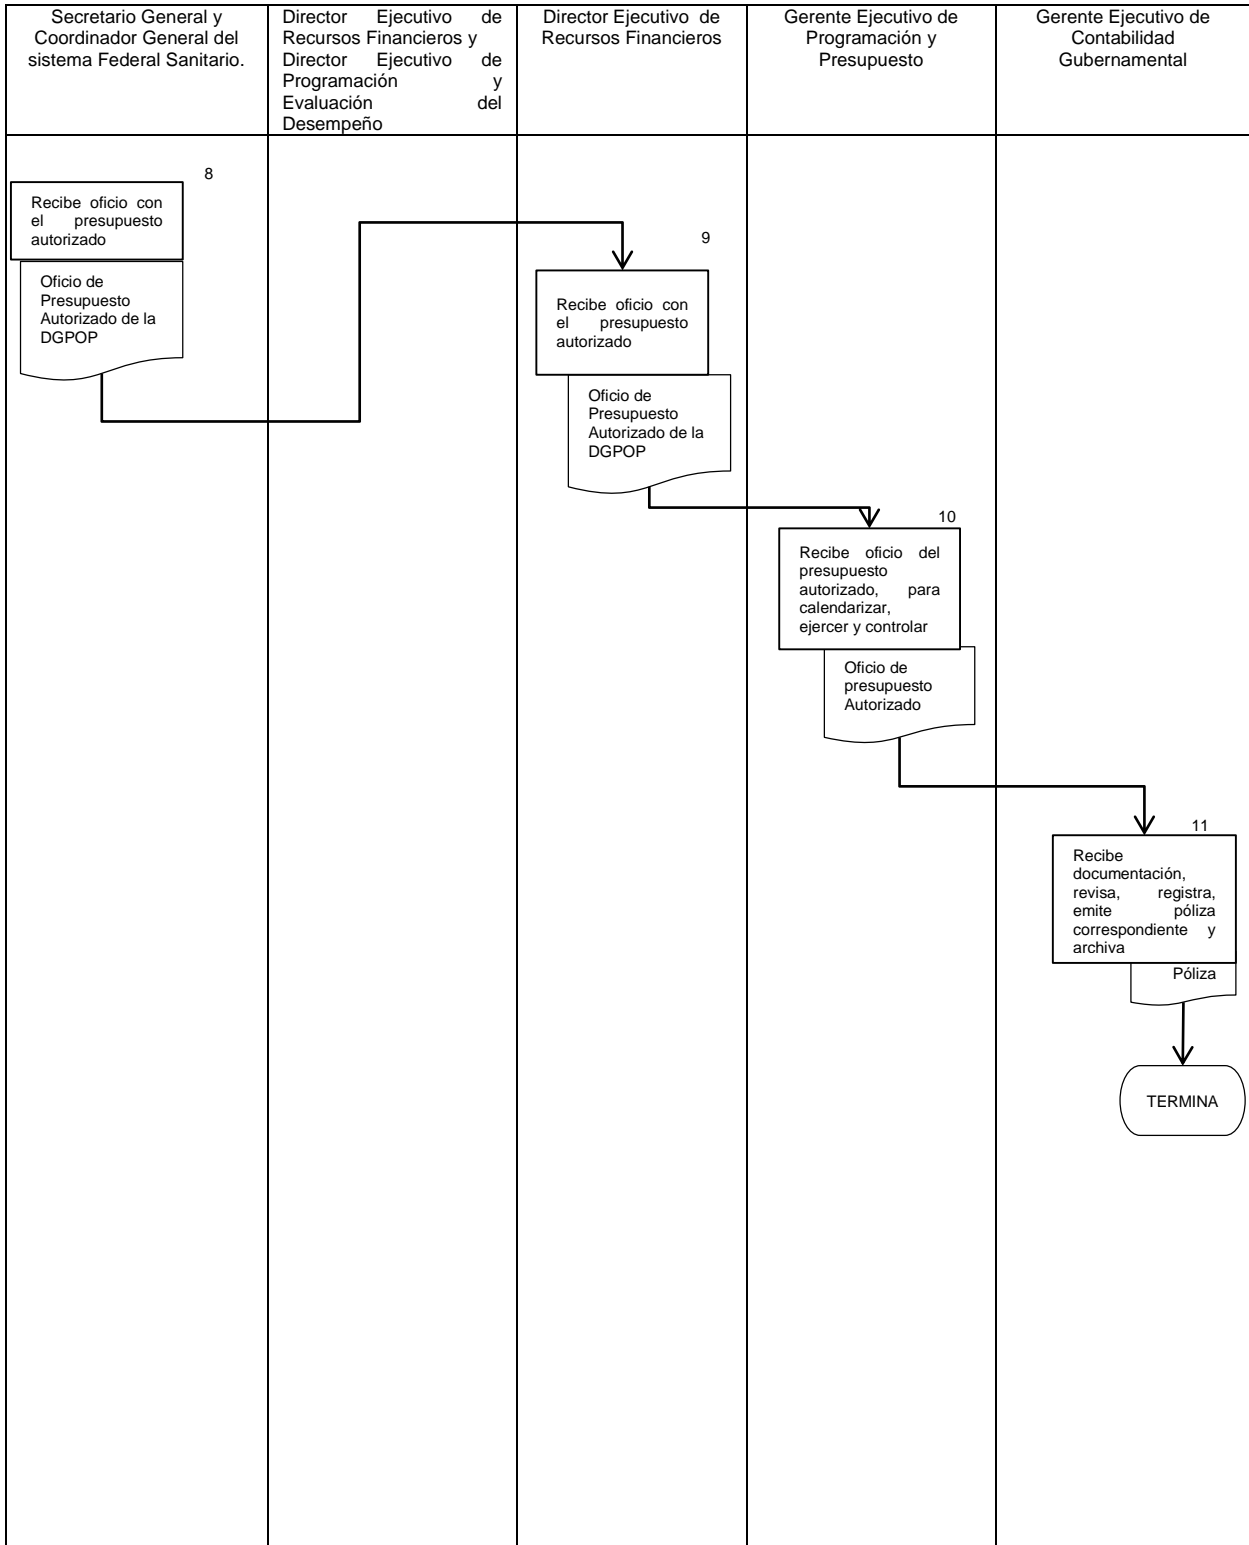 Secretario General y
Coordinador General del
sistema Federal Sanitario.
Director Ejecutivo de
Recursos Financieros y
Director Ejecutivo de
Programación y
Evaluación del
Desempeño
Director Ejecutivo de
Recursos Financieros
Gerente Ejecutivo de
Programación y
Presupuesto
Gerente Ejecutivo de
Contabilidad
Gubernamental
8
Recibe oficio con
el presupuesto
autorizado
Oficio de
Presupuesto
Autorizado de la
DGPOP
9
Recibe oficio con
el presupuesto
autorizado
Oficio de
Presupuesto
Autorizado de la
DGPOP
10
Recibe oficio del
presupuesto
autorizado, para
calendarizar,
ejercer y controlar
Oficio de
presupuesto
Autorizado
11
Recibe
documentación,
revisa, registra,
emite póliza
correspondiente y
archiva
Póliza
TERMINA